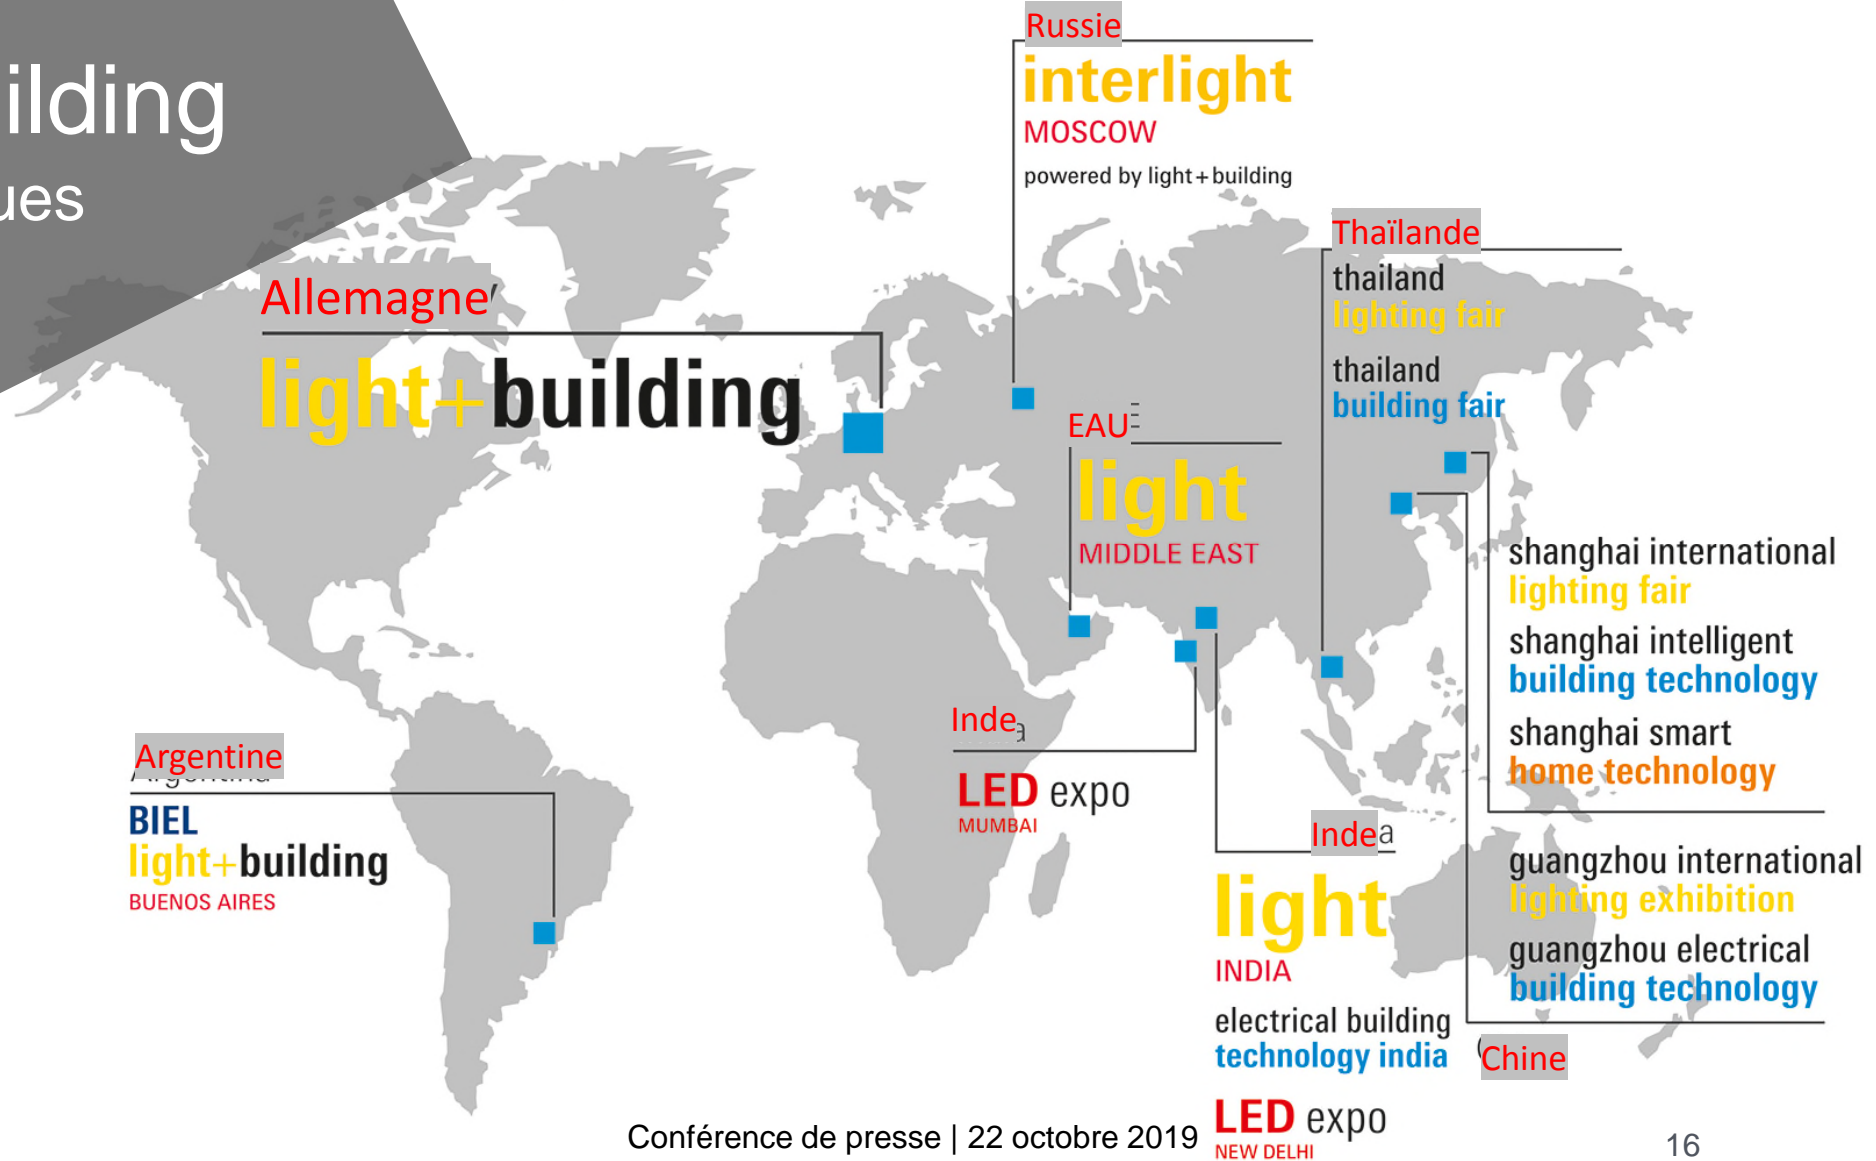 ilding
ues
Russie
interlight
MOSCOW
powered by light+building
Thaïlande
thailand
lighting fair
thailand
building fair
Allemagne
light+building
EAU
light
MIDDLE EAST
shanghai international
lighting fair
shanghai intelligent
building technology
shanghai smart
home technology
Inde
LED expo
MUMBAI
Argentine
BIEL
light+building
BUENOS AIRES
Inde
light
INDIA
electrical building
technology india
LED expo
NEW DELHI
guangzhou international
lighting exhibition
guangzhou electrical
building technology
Chine
Conférence de presse | 22 octobre 2019
16